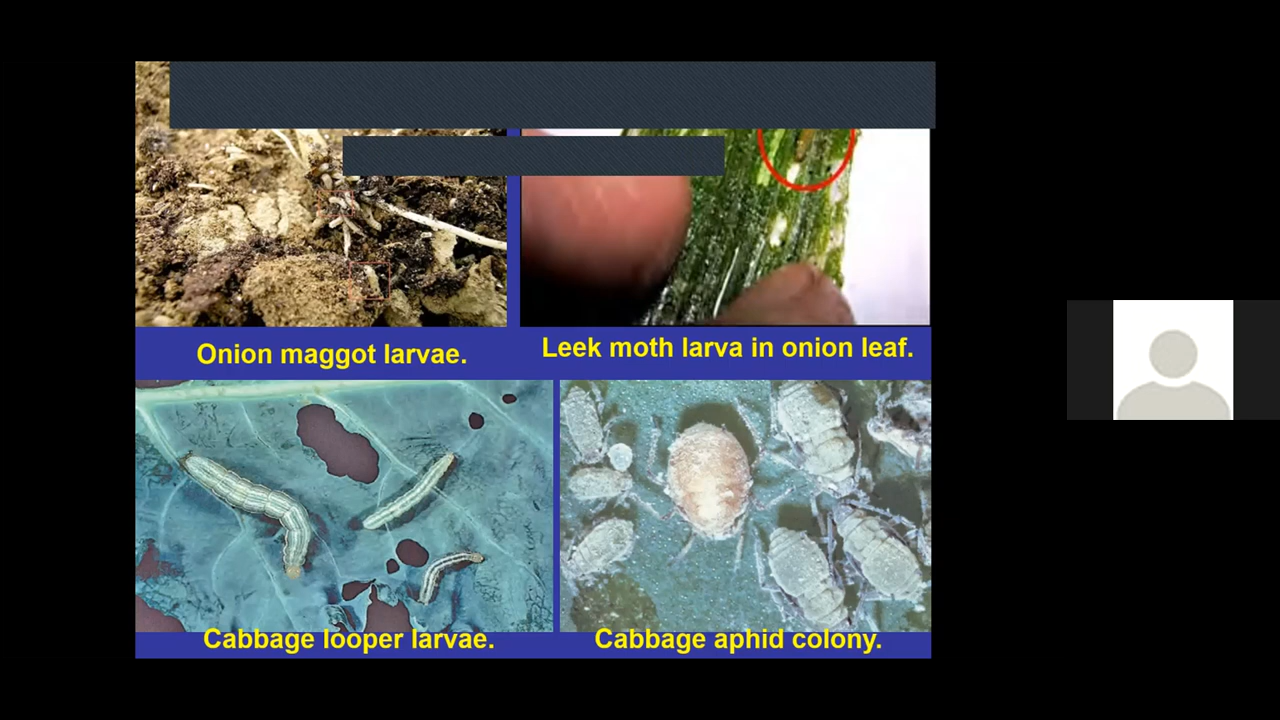 Onion maggot larvae.
Leek moth larva in onion leaf.
Cabbage looper larvae.
Cabbage aphid colony.